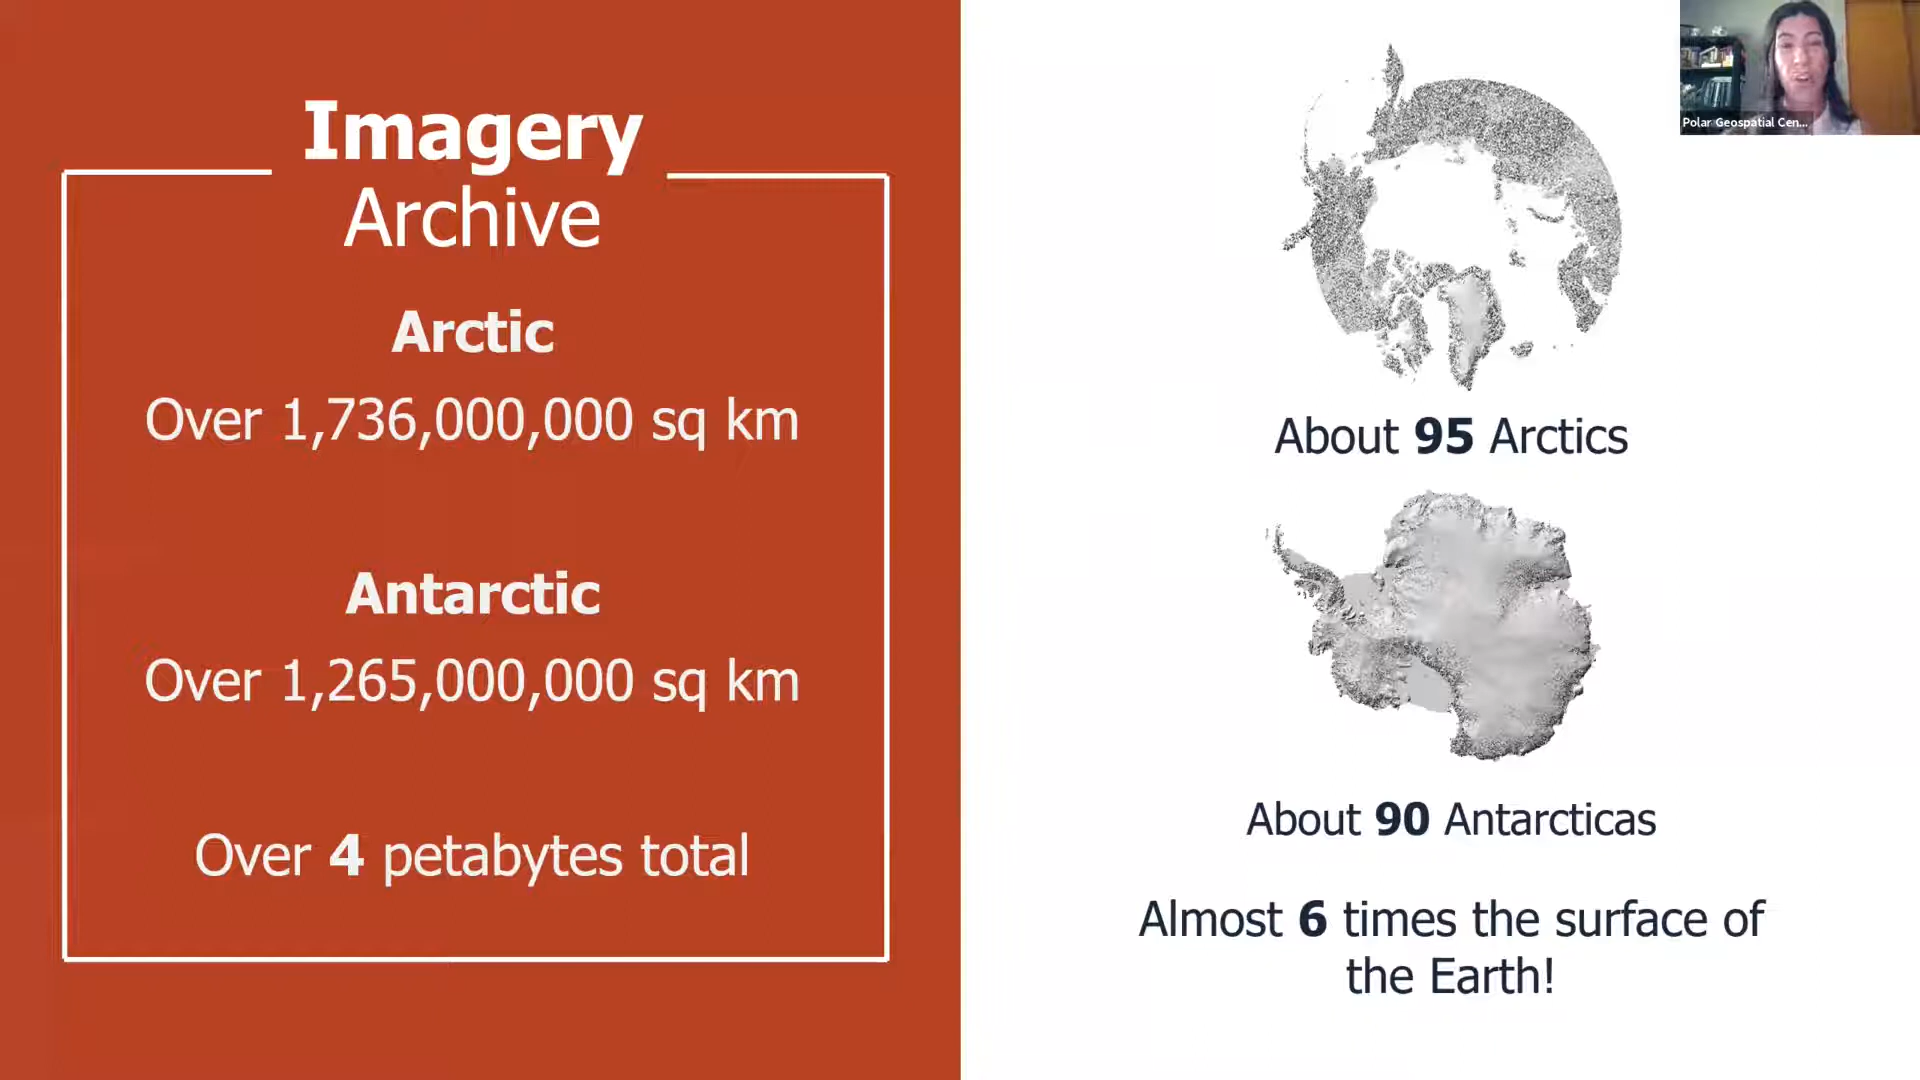 Imagery
Archive
Arctic
Over 1,736,000,000 sq km
Antarctic
Over 1,265,000,000 sq km
Over 4 petabytes total
About 95 Arctics
About 90 Antarcticas
Almost 6 times the surface of
the Earth!
Polar Geospatial Cen...